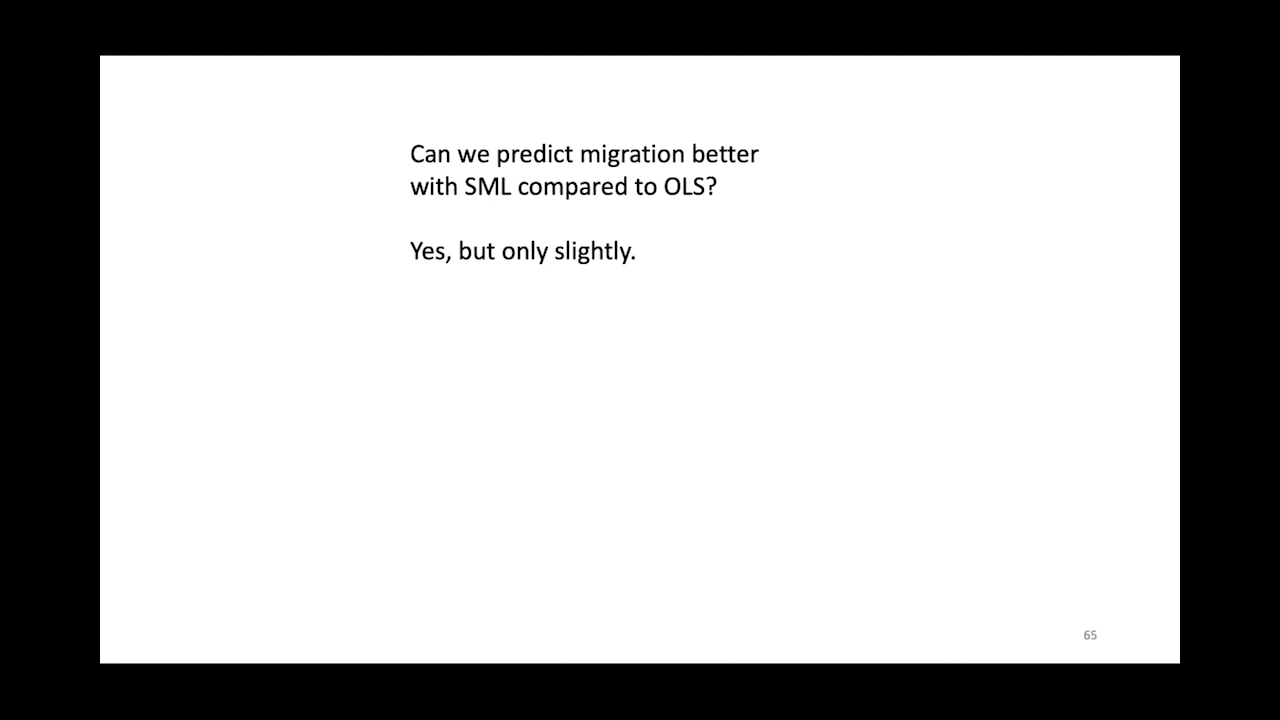 Can we predict migration better
with SML compared to OLS?
Yes, but only slightly.
65